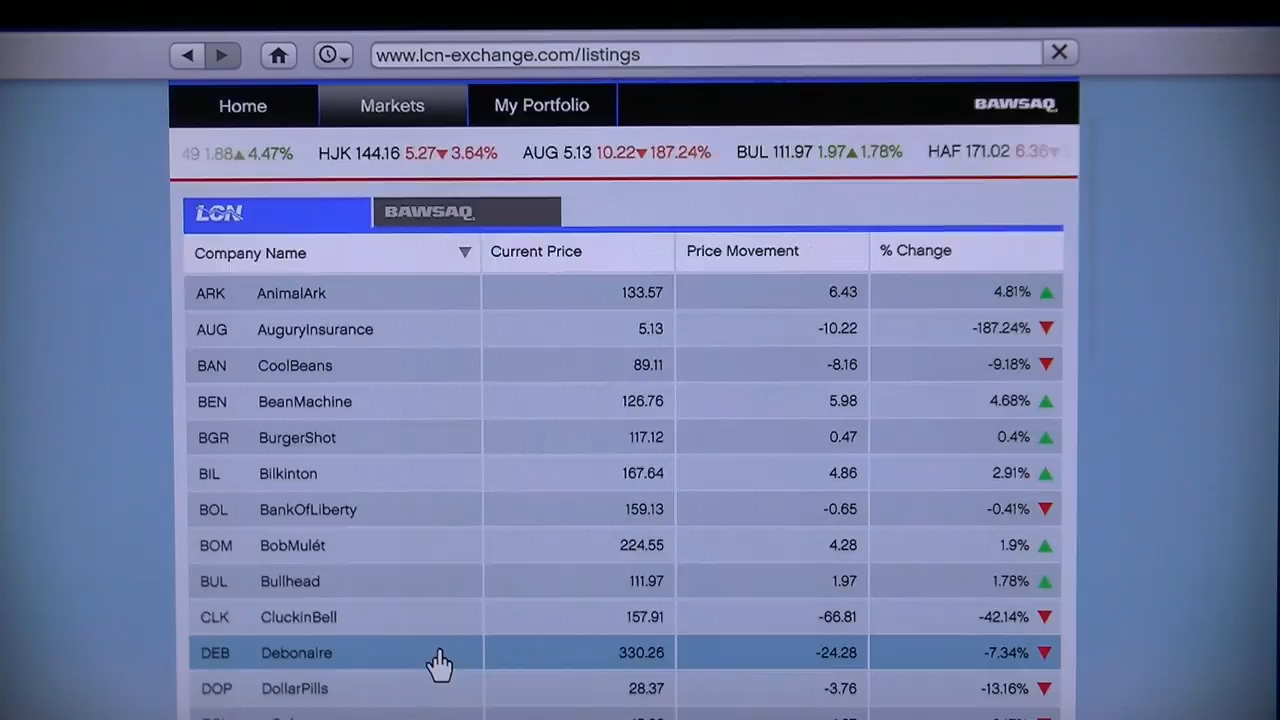 www.lcn-exchange.com/listings
Home Markets My Portfolio BAWSAQ
49 1.88▲4.47% HJK 144.16 5.27▼3.64% AUG 5.13 10.22▼187.24% BUL 111.97 1.97▲1.78% HAF 171.02 6.36▼
LCN BAWSAQ
Company Name ▼ Current Price Price Movement % Change
ARK AnimalArk 133.57 6.43 4.81% ▲
AUG AuguryInsurance 5.13 -10.22 -187.24% ▼
BAN CoolBeans 89.11 -8.16 -9.18% ▼
BEN BeanMachine 126.76 5.98 4.68% ▲
BGR BurgerShot 117.12 0.47 0.4% ▲
BIL Bilkinton 167.64 4.86 2.91% ▲
BOL BankOfLiberty 159.13 -0.65 -0.41% ▼
BOM BobMulét 224.55 4.28 1.9% ▲
BUL Bullhead 111.97 1.97 1.78% ▲
CLK CluckinBell 157.91 -66.81 -42.14% ▼
DEB Debonaire 330.26 -24.28 -7.34% ▼
DOP DollarPills 28.37 -3.76 -13.16% ▼